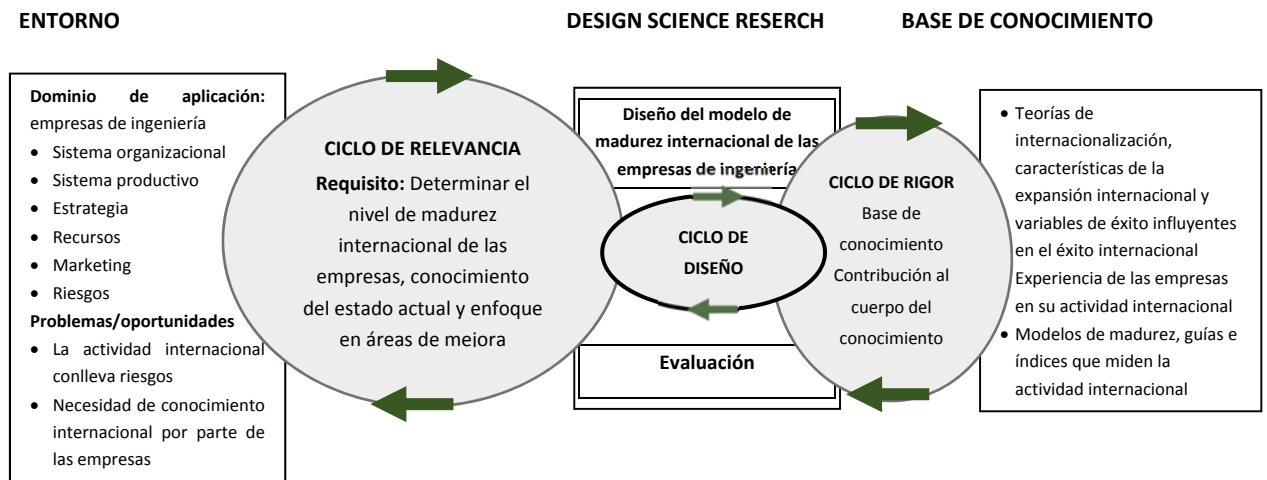 ENTORNO
DESIGN SCIENCE RESERCH
BASE DE CONOCIMIENTO
Dominio de aplicación:
empresas de ingeniería
• Sistema organizacional
• Sistema productivo
• Estrategia
• Recursos
• Marketing
• Riesgos
Problemas/oportunidades
• La actividad internacional
conlleva riesgos
• Necesidad de conocimiento
internacional por parte de
las empresas
CICLO DE RELEVANCIA
Requisito: Determinar el
nivel de madurez
internacional de las
empresas, conocimiento
del estado actual y enfoque
en áreas de mejora
Diseño del modelo de
madurez internacional de las
empresas de ingeniería
CICLO DE
DISEÑO
Evaluación
CICLO DE RIGOR
Base de
conocimiento
Contribución al
cuerpo del
conocimiento
• Teorías de
internacionalización,
características de la
expansión internacional y
variables de éxito influyentes
en el éxito internacional
Experiencia de las empresas
en su actividad internacional
• Modelos de madurez, guías e
índices que miden la
actividad internacional